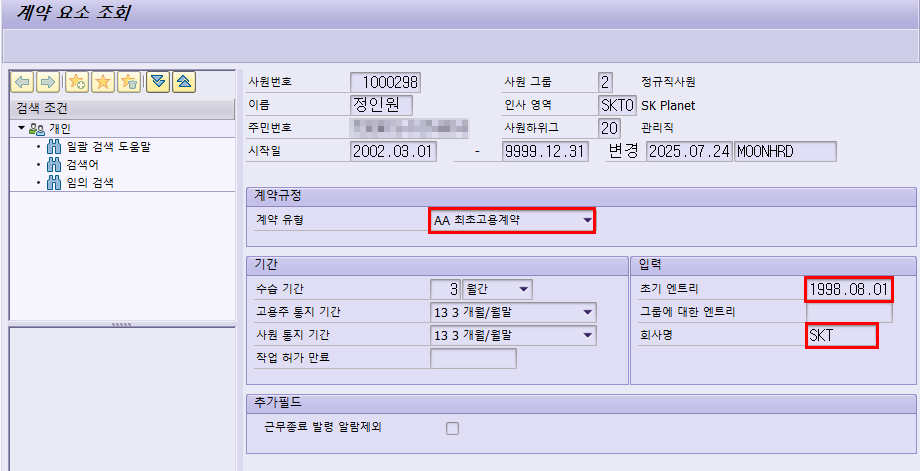 계약 요소 조회
검색 조건
개인
일괄 검색 도움말
검색어
임의 검색
사원번호 1000298 사원 그룹 2 정규직사원
이름 정인원 인사 영역 SKT0 SK Planet
주민번호 사원하위그 20 관리직
시작일 2002.03.01 - 9999.12.31 변경 2025.07.24 MOONHRD
계약규정
계약 유형 AA 최초고용계약
기간
수습 기간 3 월간
고용주 통지 기간 13 3 개월/월말
사원 통지 기간 13 3 개월/월말
작업 허가 만료
입력
초기 엔트리 1998.08.01
그룹에 대한 엔트리
회사명 SKT
추가필드
근무종료 발령 알람제외